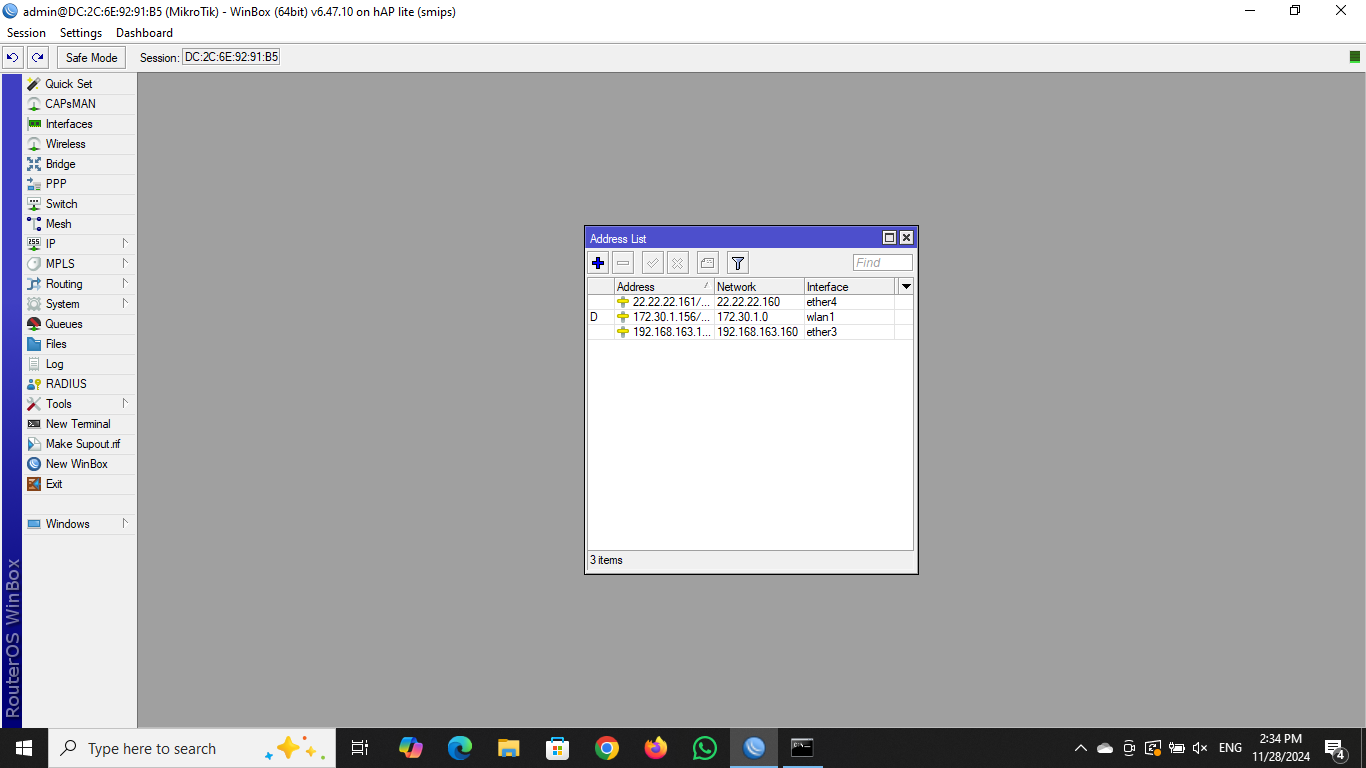 admin@DC:2C:6E:92:91:B5 (MikroTik) - WinBox (64bit) v6.47.10 on hAP lite (smips)
Session Settings Dashboard
Safe Mode Session: DC:2C:6E:92:91:B5
Quick Set
CAPsMAN
Interfaces
Wireless
Bridge
PPP
Switch
Mesh
IP
MPLS
Routing
System
Queues
Files
Log
RADIUS
Tools
New Terminal
Make Supout.rif
New WinBox
Exit
Windows
RouterOS WinBox
Address List
Find
Address Network Interface
22.22.22.161/... 22.22.22.160 ether4
D 172.30.1.156/... 172.30.1.0 wlan1
192.168.163.1... 192.168.163.160 ether3
3 items
Type here to search
ENG
2:34 PM
11/28/2024
4